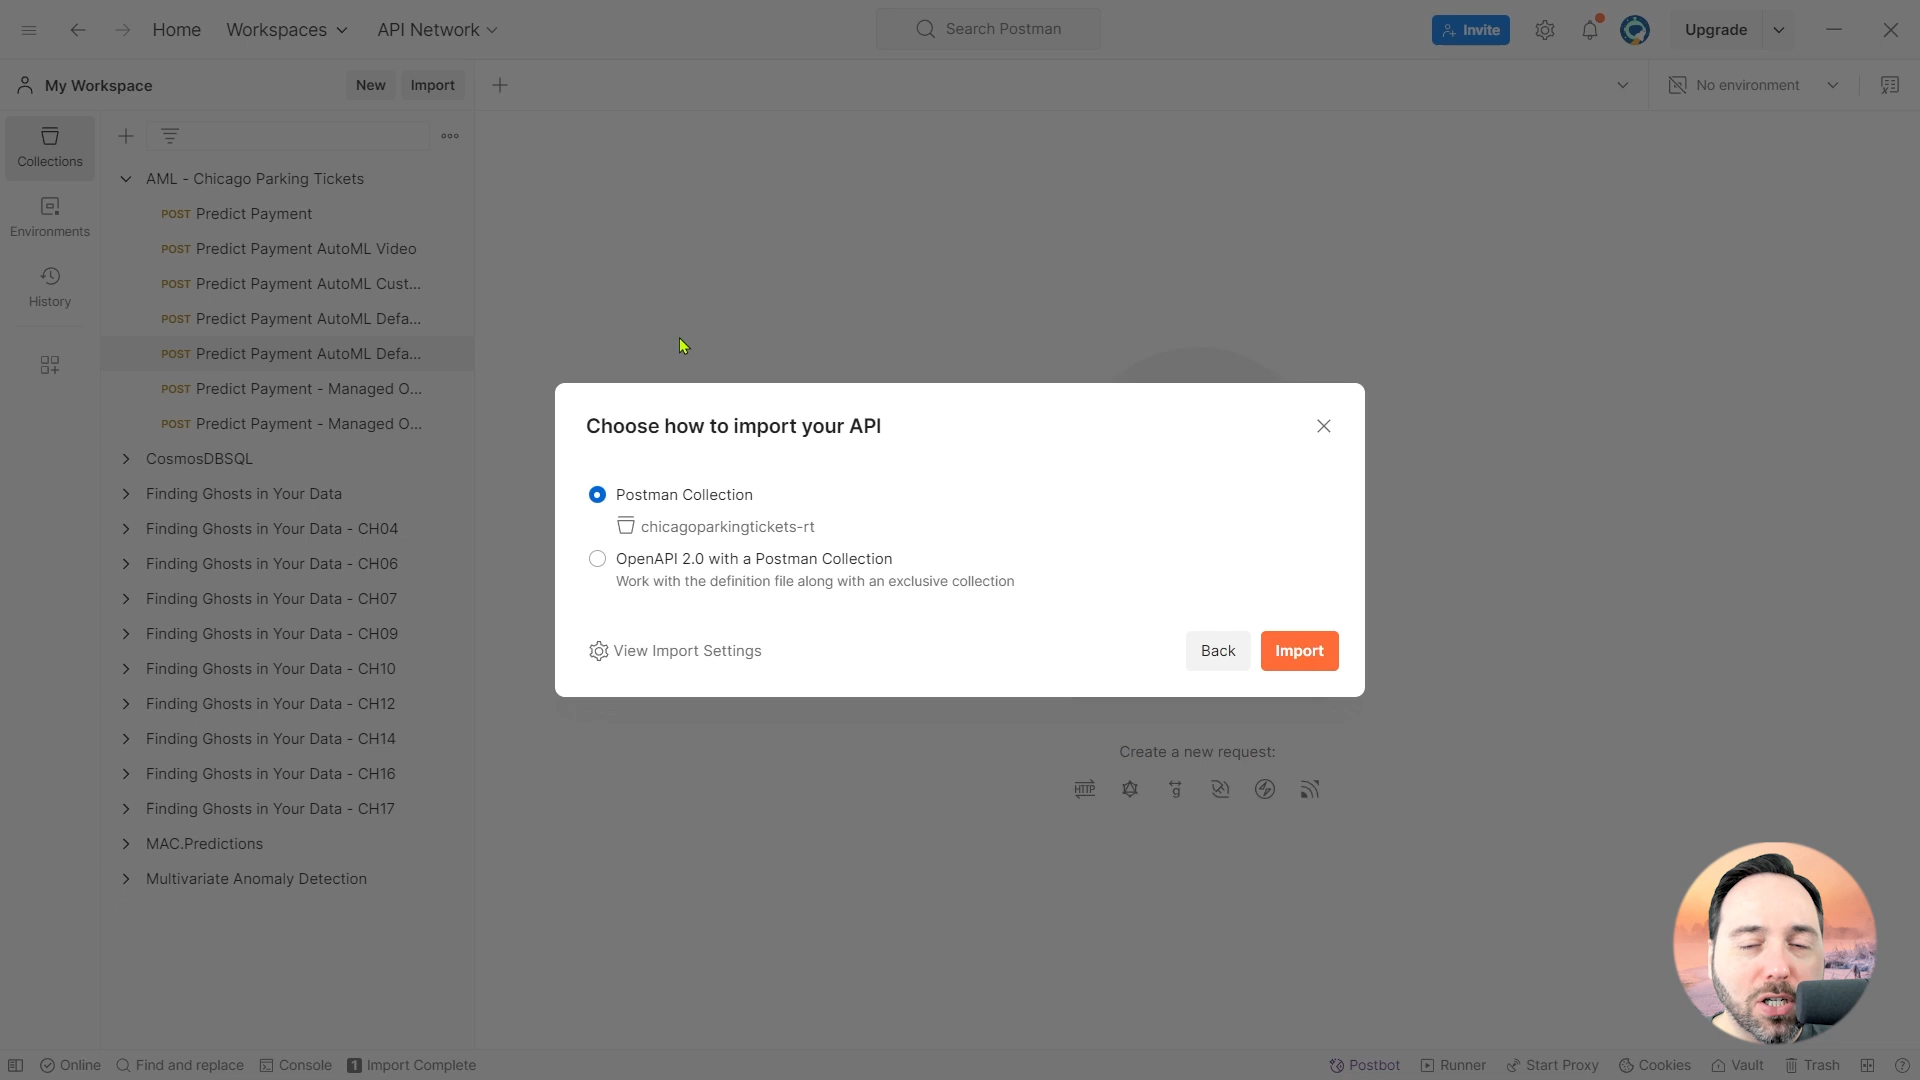 Home
Workspaces
API Network
Search Postman
Invite
Upgrade
My Workspace
New
Import
No environment
Collections
Environments
History
AML - Chicago Parking Tickets
POST Predict Payment
POST Predict Payment AutoML Video
POST Predict Payment AutoML Cust...
POST Predict Payment AutoML Defa...
POST Predict Payment AutoML Defa...
POST Predict Payment - Managed O...
POST Predict Payment - Managed O...
CosmosDBSQL
Finding Ghosts in Your Data
Finding Ghosts in Your Data - CH04
Finding Ghosts in Your Data - CH06
Finding Ghosts in Your Data - CH07
Finding Ghosts in Your Data - CH09
Finding Ghosts in Your Data - CH10
Finding Ghosts in Your Data - CH12
Finding Ghosts in Your Data - CH14
Finding Ghosts in Your Data - CH16
Finding Ghosts in Your Data - CH17
MAC.Predictions
Multivariate Anomaly Detection
Choose how to import your API
Postman Collection
chicagoparkingtickets-rt
OpenAPI 2.0 with a Postman Collection
Work with the definition file along with an exclusive collection
View Import Settings
Back
Import
Create a new request:
HTTP
g
Online
Find and replace
Console
1 Import Complete
Postbot
Runner
Start Proxy
Cookies
Vault
Trash